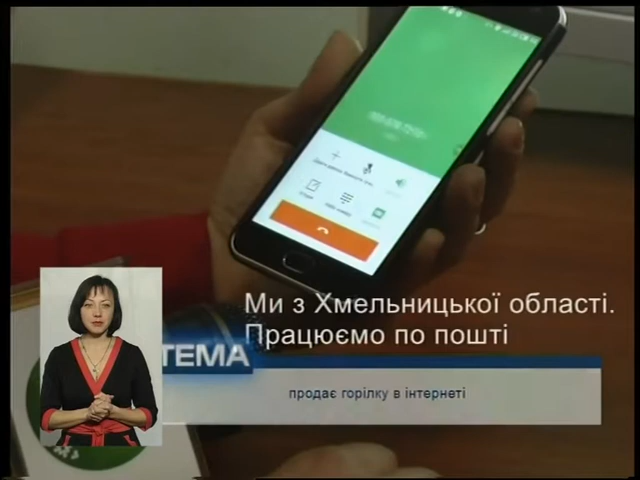 Ми з Хмельницької області.
Працюємо по пошті
ТЕМА
продає горілку в інтернеті